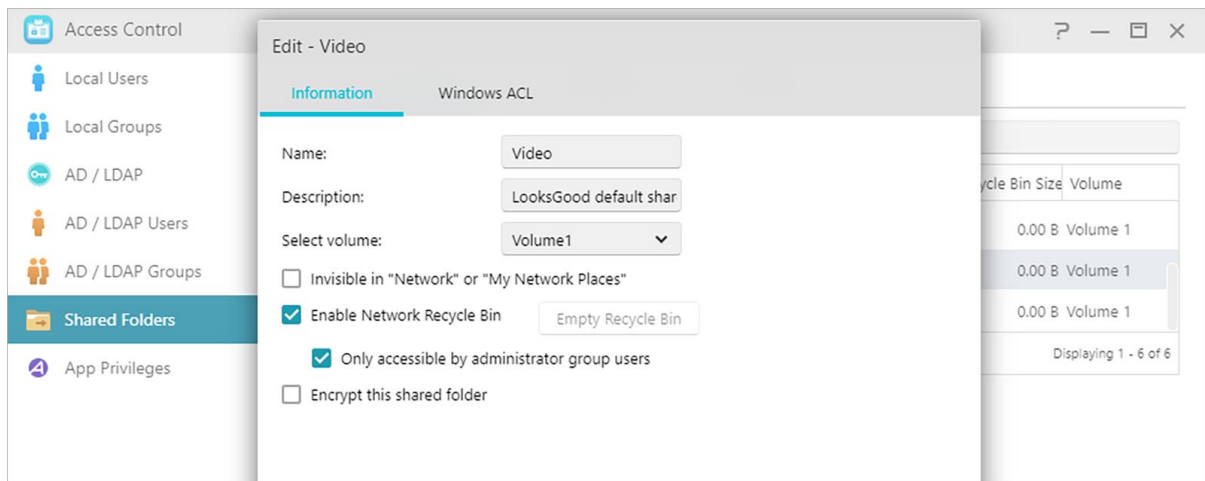 Access Control
Local Users
Local Groups
AD / LDAP
AD / LDAP Users
AD / LDAP Groups
Shared Folders
App Privileges
Edit - Video
Information Windows ACL
Name: Video
Description: LooksGood default shar
Select volume: Volume1
Invisible in "Network" or "My Network Places"
Enable Network Recycle Bin Empty Recycle Bin
Only accessible by administrator group users
Encrypt this shared folder
ycle Bin Size Volume
0.00 B Volume 1
0.00 B Volume 1
0.00 B Volume 1
Displaying 1 - 6 of 6